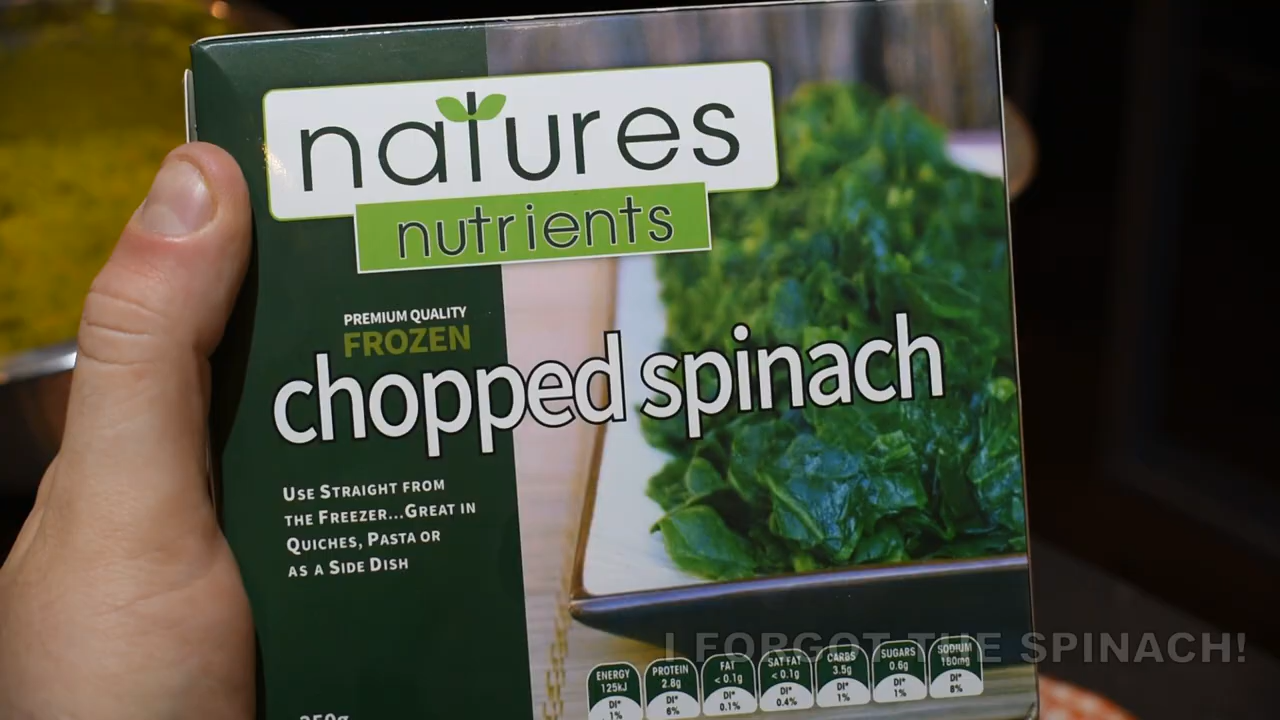 natures
nutrients
PREMIUM QUALITY
FROZEN
chopped spinach
USE STRAIGHT FROM
THE FREEZER...GREAT IN
QUICHES, PASTA OR
AS A SIDE DISH
I FORGOT THE SPINACH!
ENERGY 125kJ DI* 1%
PROTEIN 2.8g DI* 6%
FAT < 0.1g DI* 0.1%
SAT FAT < 0.1g DI* 0.4%
CARBS 3.5g DI* 1%
SUGARS 0.6g DI* 1%
SODIUM 180mg DI* 8%
250g